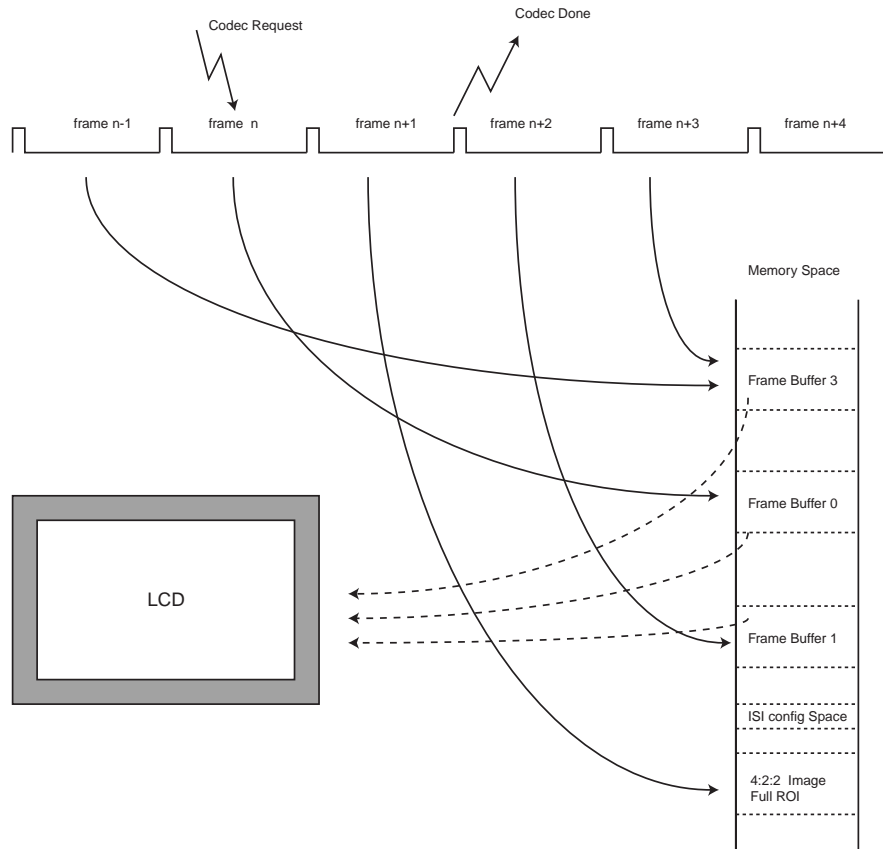 Codec Request
Codec Done
frame n-1
frame n
frame n+1
frame n+2
frame n+3
frame n+4
Memory Space
Frame Buffer 3
Frame Buffer 0
LCD
Frame Buffer 1
ISI config Space
4:2:2 Image
Full ROI